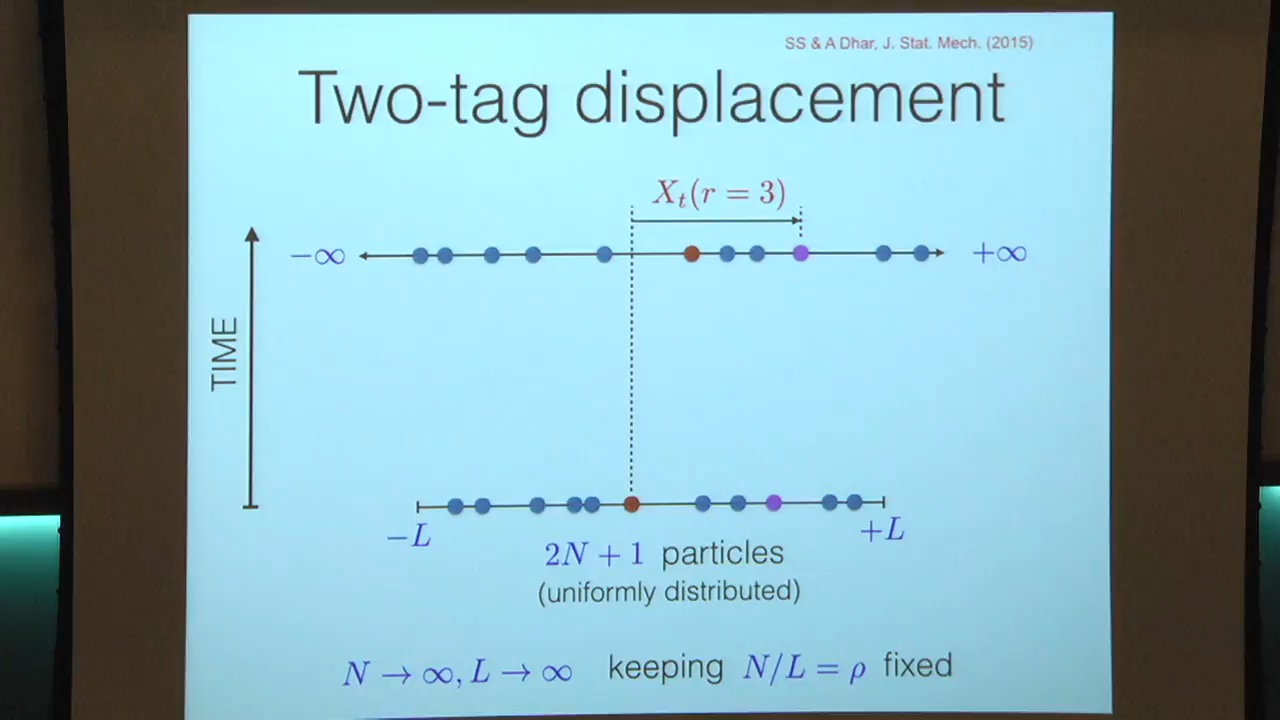 SS & A Dhar, J. Stat. Mech. (2015)
Two-tag displacement
X_t(r = 3)
−∞
+∞
TIME
−L
+L
2N + 1 particles
(uniformly distributed)
N → ∞, L → ∞ keeping N/L = ρ fixed